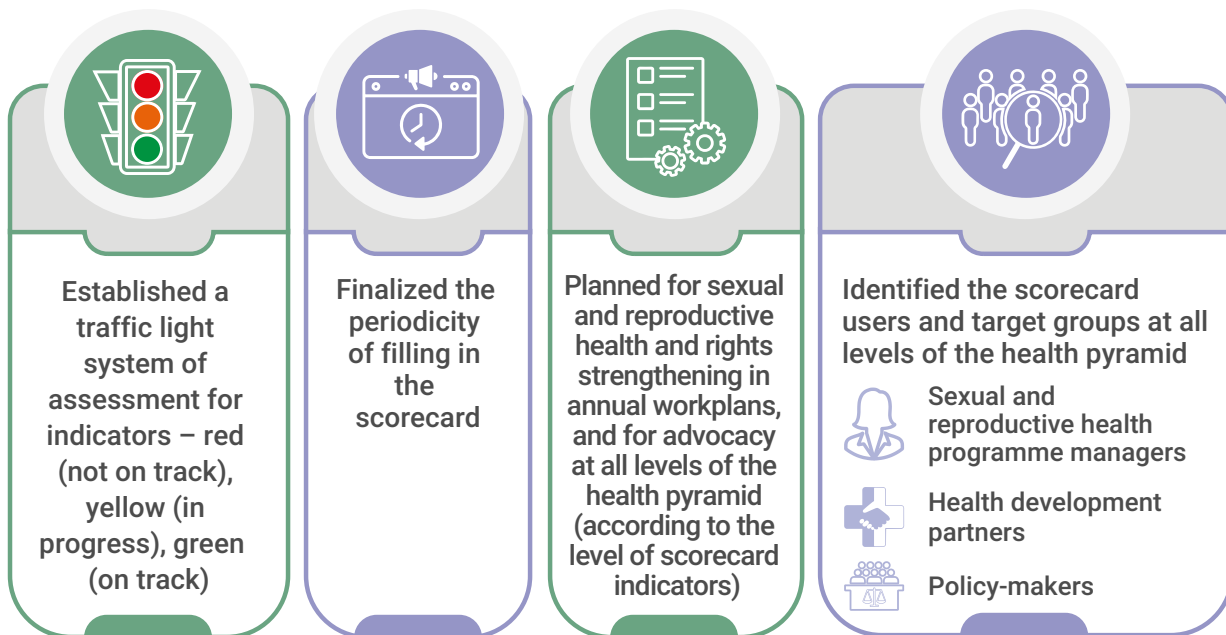 Established a
traffic light
system of
assessment for
indicators – red
(not on track),
yellow (in
progress), green
(on track)
Finalized the
periodicity
of filling in
the
scorecard
Planned for sexual
and reproductive
health and rights
strengthening in
annual workplans,
and for advocacy
at all levels of the
health pyramid
(according to the
level of scorecard
indicators)
Identified the scorecard
users and target groups at all
levels of the health pyramid
Sexual and
reproductive health
programme managers
Health development
partners
Policy-makers